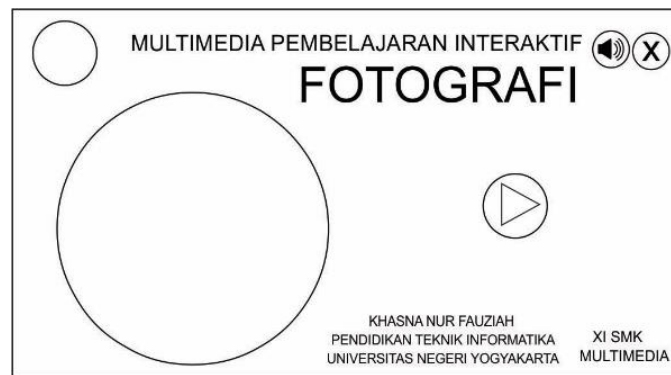 MULTIMEDIA PEMBELAJARAN INTERAKTIF
X
FOTOGRAFI
KHASNA NUR FAUZIAH
PENDIDIKAN TEKNIK INFORMATIKA
UNIVERSITAS NEGERI YOGYAKARTA
XI SMK
MULTIMEDIA